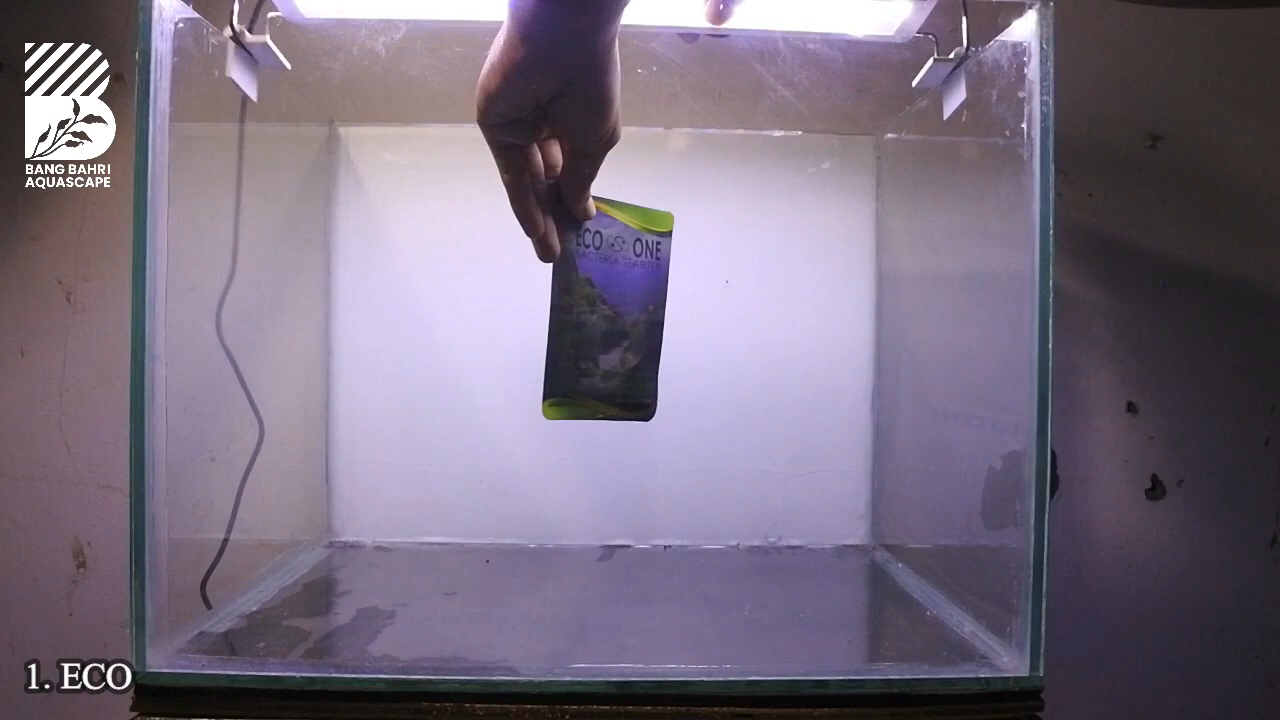 BANG BAHRI
AQUASCAPE
ECO ONE
BACTERIA STARTER
1. ECO